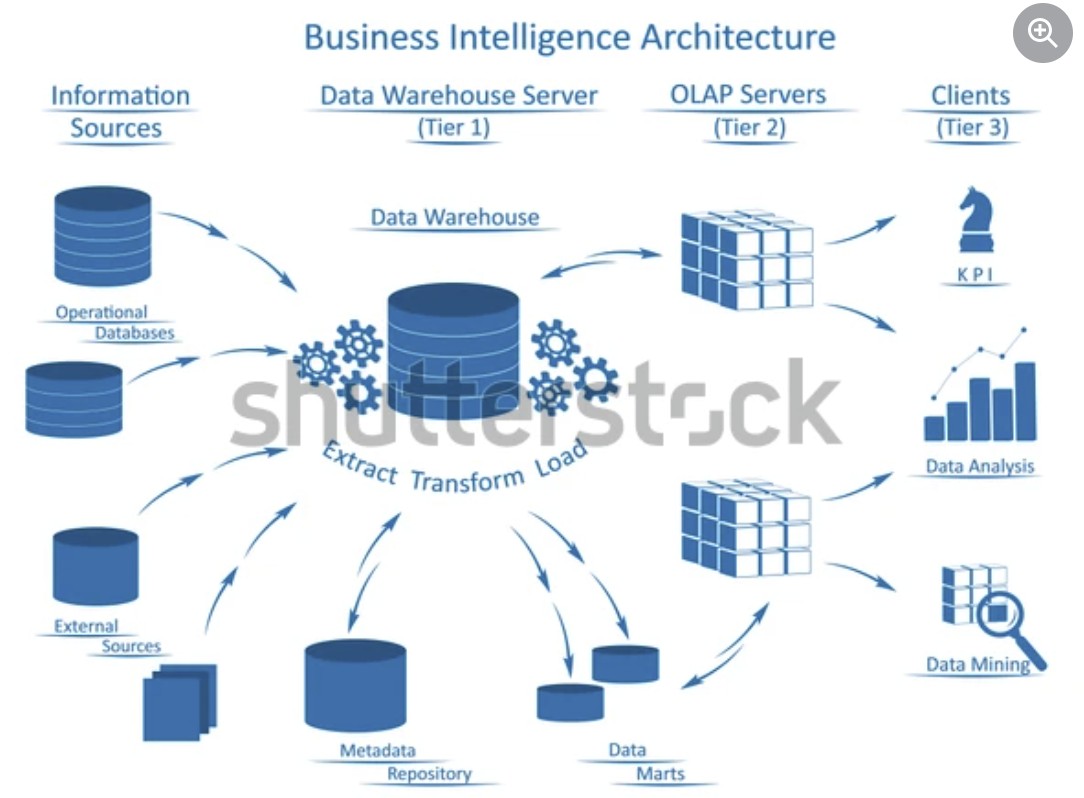 Business Intelligence Architecture
Information
Sources
Data Warehouse Server
(Tier 1)
OLAP Servers
(Tier 2)
Clients
(Tier 3)
Data Warehouse
KPI
Operational
Databases
shutterstock
Extract Transform Load
Data Analysis
External
Sources
Data Mining
Metadata
Repository
Data
Marts